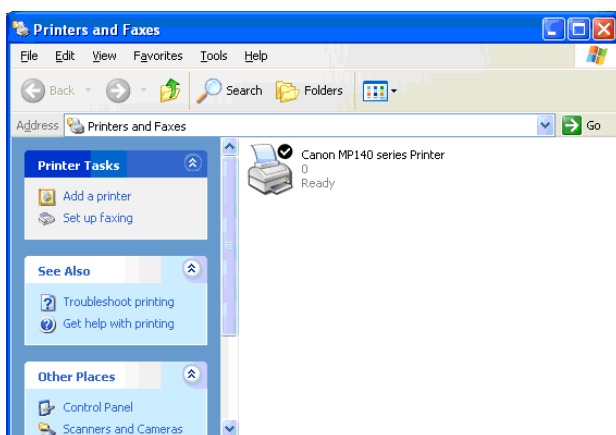 Printers and Faxes
File Edit View Favorites Tools Help
Back Search Folders
Address Printers and Faxes Go
Printer Tasks
Add a printer
Set up faxing
See Also
Troubleshoot printing
Get help with printing
Other Places
Control Panel
Scanners and Cameras
Canon MP140 series Printer
0
Ready